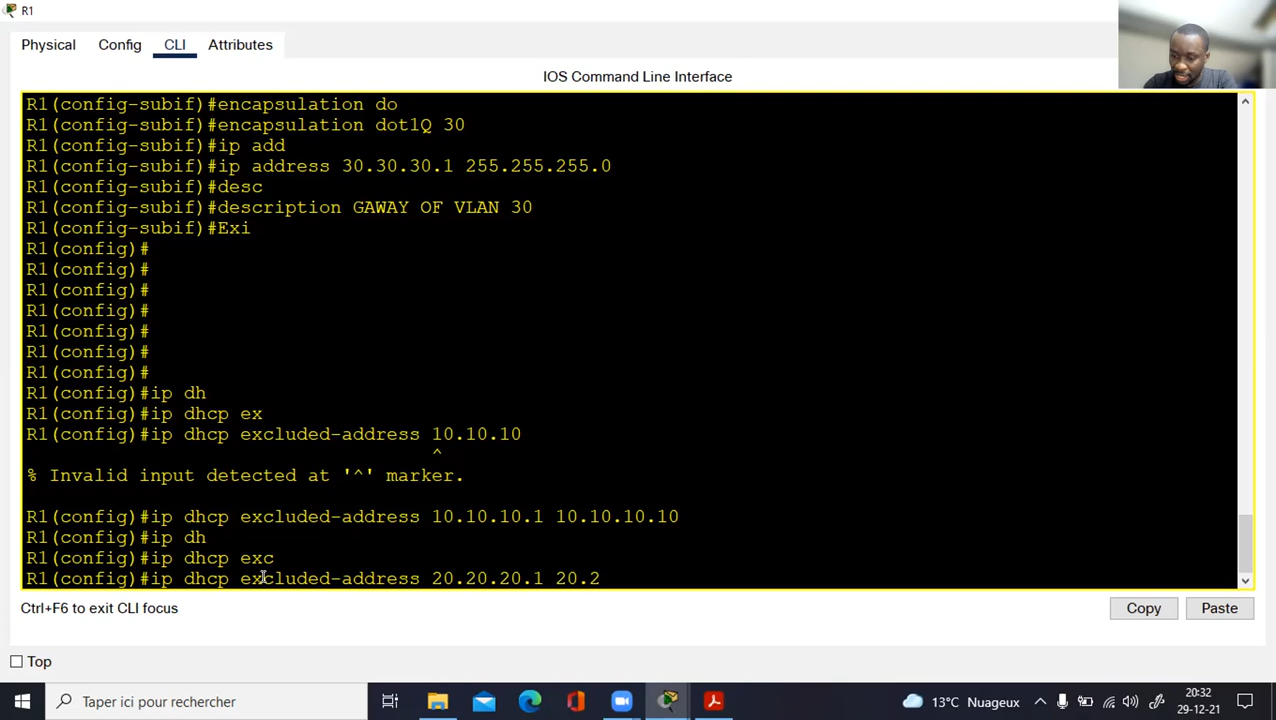 R1
Physical Config CLI Attributes
IOS Command Line Interface
R1(config-subif)#encapsulation do
R1(config-subif)#encapsulation dot1Q 30
R1(config-subif)#ip add
R1(config-subif)#ip address 30.30.30.1 255.255.255.0
R1(config-subif)#desc
R1(config-subif)#description GAWAY OF VLAN 30
R1(config-subif)#Exi
R1(config)#
R1(config)#
R1(config)#
R1(config)#
R1(config)#
R1(config)#
R1(config)#
R1(config)#ip dh
R1(config)#ip dhcp ex
R1(config)#ip dhcp excluded-address 10.10.10
^
% Invalid input detected at '^' marker.
R1(config)#ip dhcp excluded-address 10.10.10.1 10.10.10.10
R1(config)#ip dh
R1(config)#ip dhcp exc
R1(config)#ip dhcp excluded-address 20.20.20.1 20.2
Ctrl+F6 to exit CLI focus
Copy Paste
Top
Taper ici pour rechercher
13°C Nuageux
20:32
29-12-21